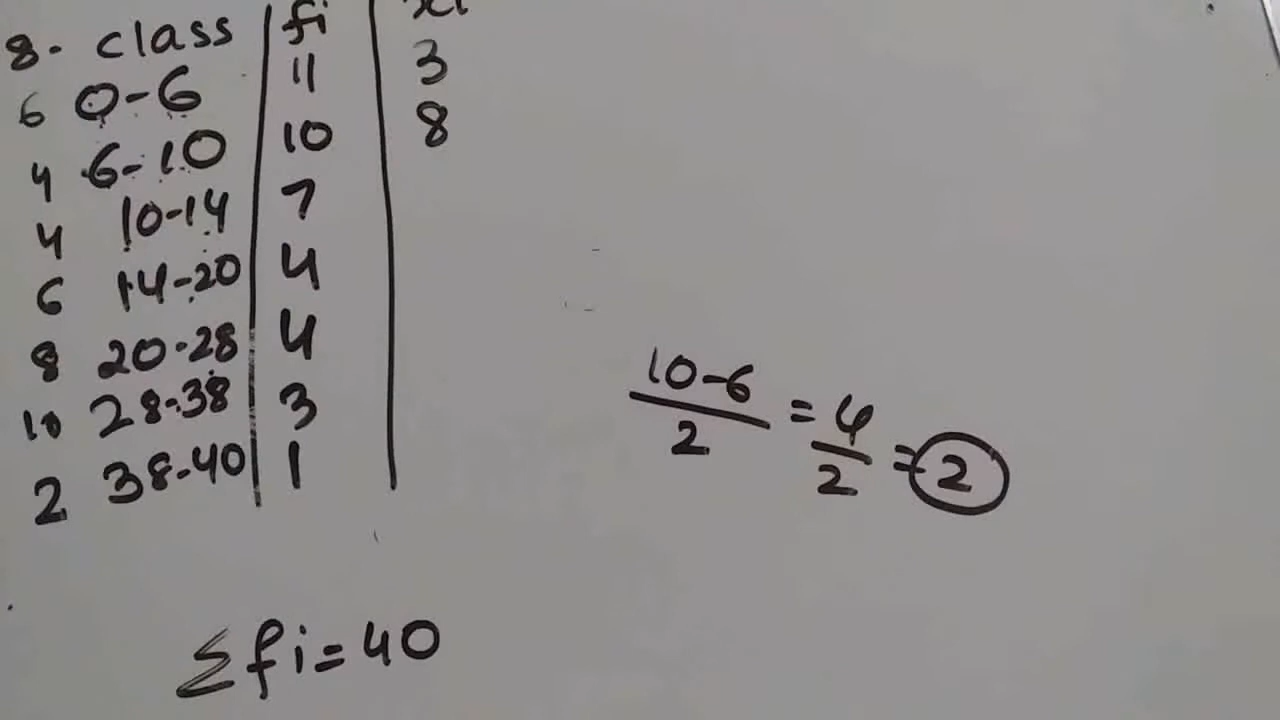 8. class fi xi
6 0-6 11 3
4 6-10 10 8
4 10-14 7
6 14-20 4
8 20-28 4
10 28-38 3
2 38-40 1
10-6/2 = 4/2 = 2
Σfi=40